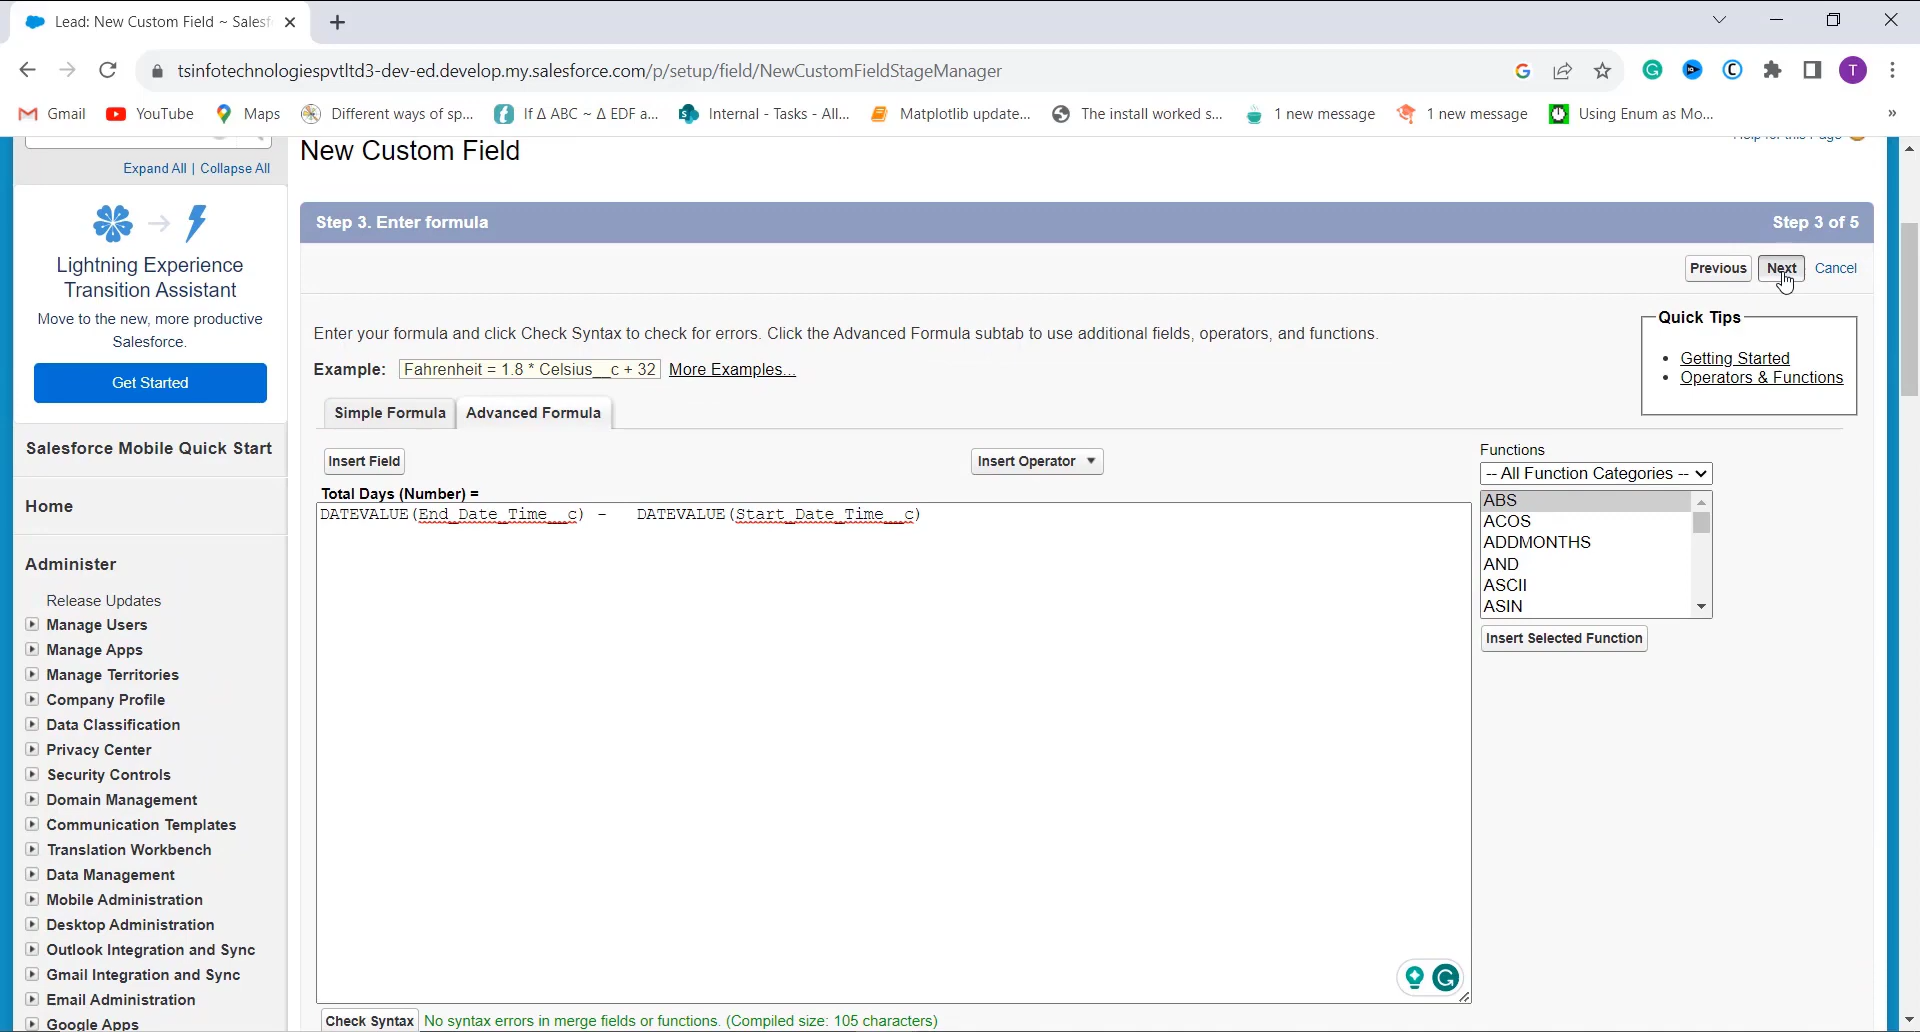 Lead: New Custom Field ~ Salesf
tsinfotechnologiespvtltd3-dev-ed.develop.my.salesforce.com/p/setup/field/NewCustomFieldStageManager
T
Gmail YouTube Maps Different ways of sp... If Δ ABC ~ Δ EDF a... Internal - Tasks - All... Matplotlib update... The install worked s... 1 new message 1 new message Using Enum as Mo... »
Help for this Page
New Custom Field
Expand All | Collapse All
Lightning Experience
Transition Assistant
Move to the new, more productive
Salesforce.
Get Started
Salesforce Mobile Quick Start
Home
Administer
Release Updates
Manage Users
Manage Apps
Manage Territories
Company Profile
Data Classification
Privacy Center
Security Controls
Domain Management
Communication Templates
Translation Workbench
Data Management
Mobile Administration
Desktop Administration
Outlook Integration and Sync
Gmail Integration and Sync
Email Administration
Google Apps
Step 3. Enter formula Step 3 of 5
Previous Next Cancel
Enter your formula and click Check Syntax to check for errors. Click the Advanced Formula subtab to use additional fields, operators, and functions.
Example: Fahrenheit = 1.8 * Celsius__c + 32 More Examples...
Quick Tips
• Getting Started
• Operators & Functions
Simple Formula Advanced Formula
Insert Field Insert Operator
Total Days (Number) =
DATEVALUE(End_Date_Time__c) - DATEVALUE(Start_Date_Time__c)
Functions
-- All Function Categories --
ABS
ACOS
ADDMONTHS
AND
ASCII
ASIN
Insert Selected Function
Check Syntax No syntax errors in merge fields or functions. (Compiled size: 105 characters)